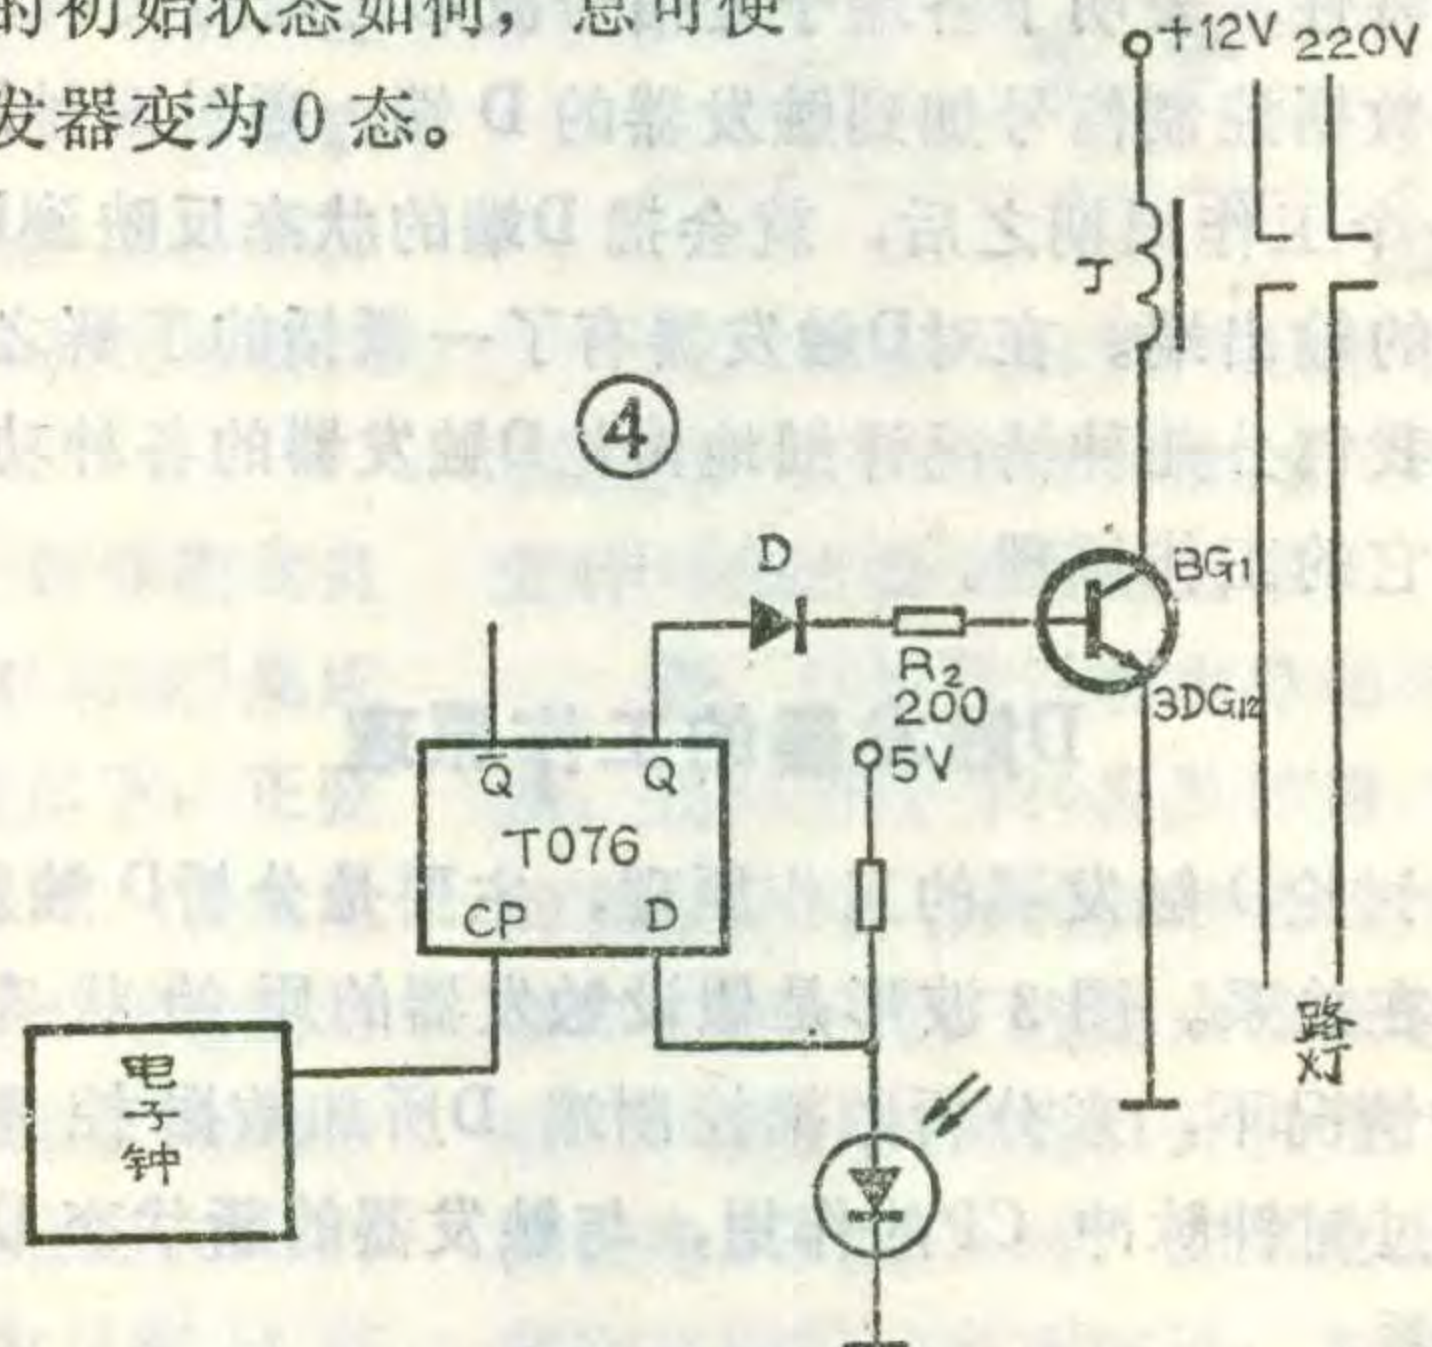 的初始状态如何，总可使
发器变为0态。
+12V 220V
J
④
D
BG1
R2
200
3DG12
5V
Q̄ Q
T076
CP D
电子钟
路灯